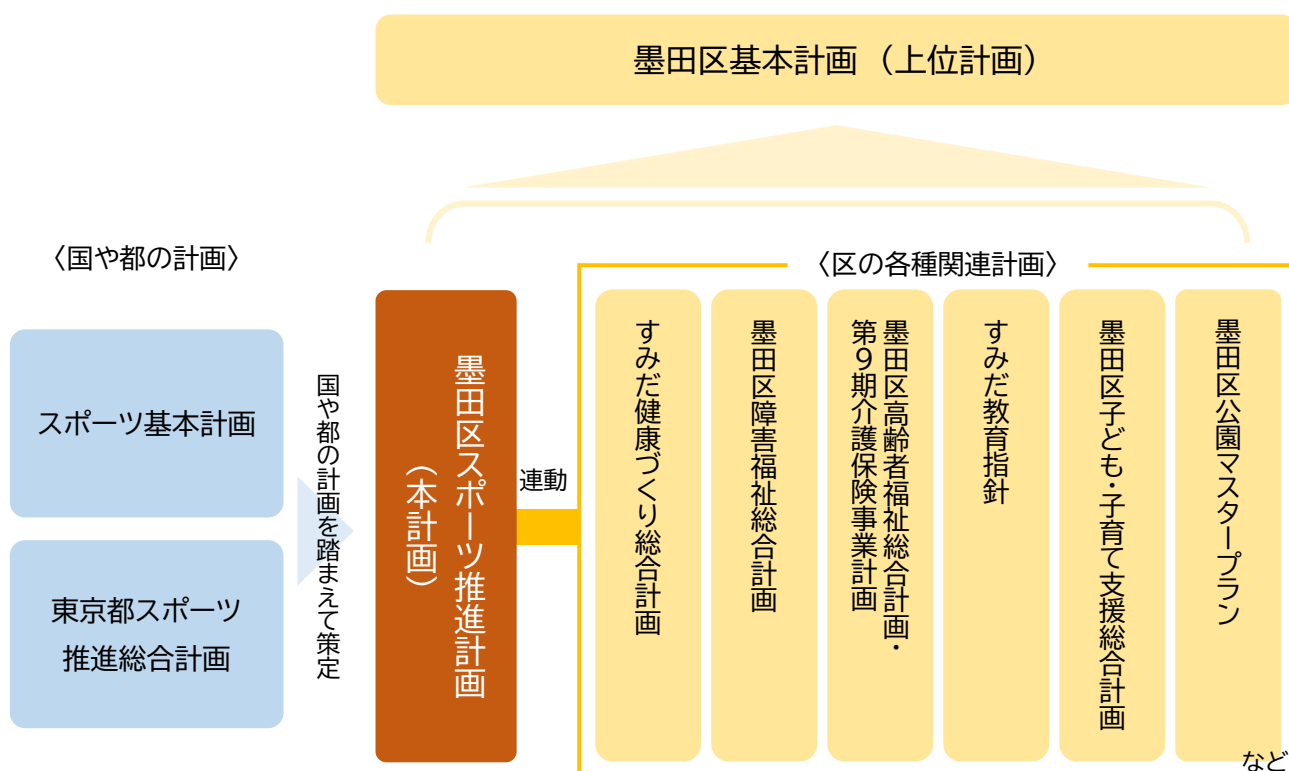 墨田区基本計画（上位計画）
〈国や都の計画〉
スポーツ基本計画
東京都スポーツ
推進総合計画
国や都の計画を踏まえて策定
墨田区スポーツ推進計画
（本計画）
連動
〈区の各種関連計画〉
すみだ健康づくり総合計画
墨田区障害福祉総合計画
墨田区高齢者福祉総合計画・
第９期介護保険事業計画
すみだ教育指針
墨田区子ども・子育て支援総合計画
墨田区公園マスタープラン
など